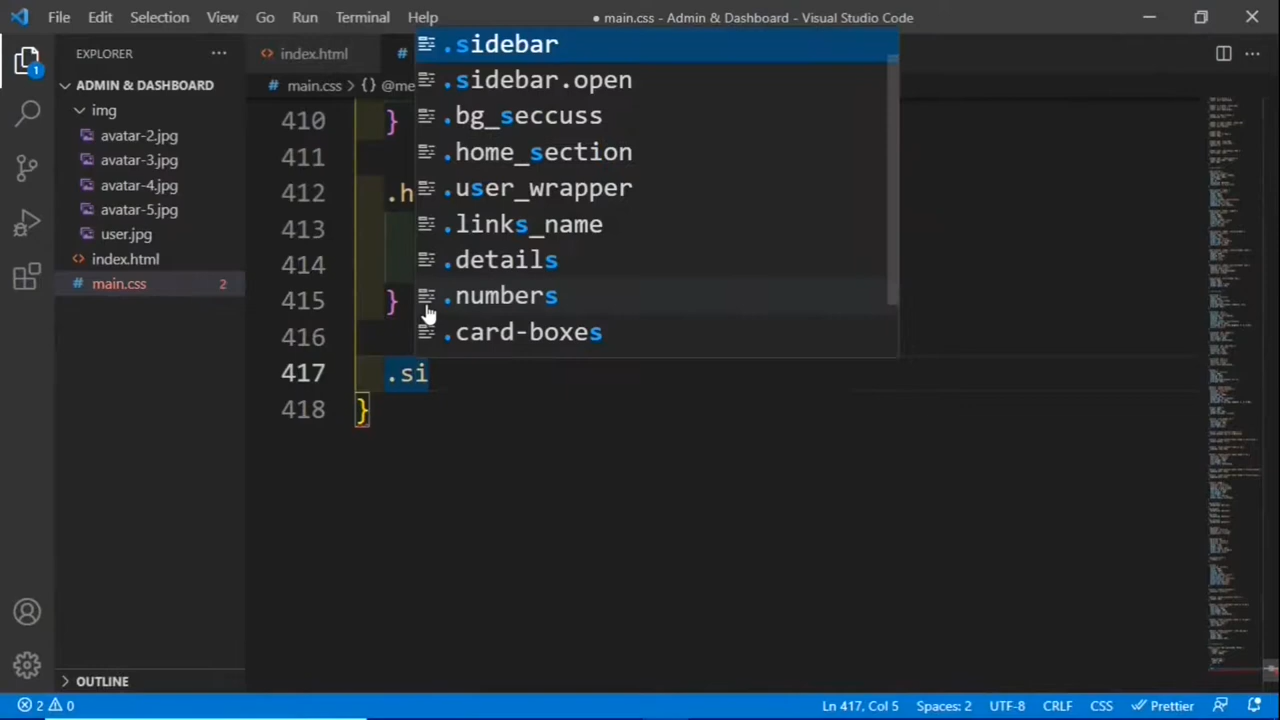 File Edit Selection View Go Run Terminal Help
● main.css - Admin & Dashboard - Visual Studio Code
EXPLORER
index.html
#
ADMIN & DASHBOARD
# main.css > {} @me
img
avatar-2.jpg
avatar-3.jpg
avatar-4.jpg
avatar-5.jpg
user.jpg
<> index.html
# main.css 2
1
.sidebar
.sidebar.open
.bg_seccuss
.home_section
.user_wrapper
.links_name
.details
.numbers
.card-boxes
410 }
411
412 .h
413
414
415 }
416
417 .si
418 }
OUTLINE
2 0
Ln 417, Col 5
Spaces: 2
UTF-8
CRLF
CSS
Prettier